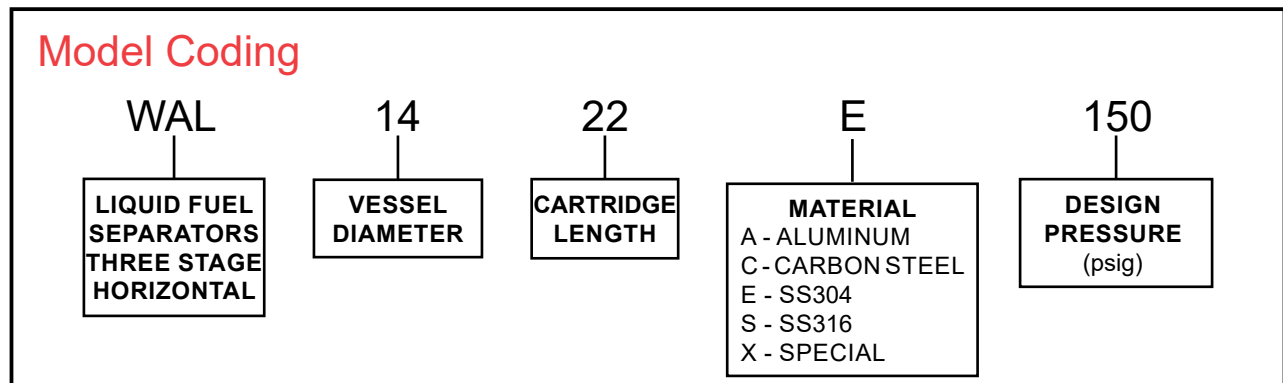 Model Coding
WAL 14 22 E 150
LIQUID FUEL
SEPARATORS
THREE STAGE
HORIZONTAL
VESSEL
DIAMETER
CARTRIDGE
LENGTH
MATERIAL
A - ALUMINUM
C - CARBON STEEL
E - SS304
S - SS316
X - SPECIAL
DESIGN
PRESSURE
(psig)